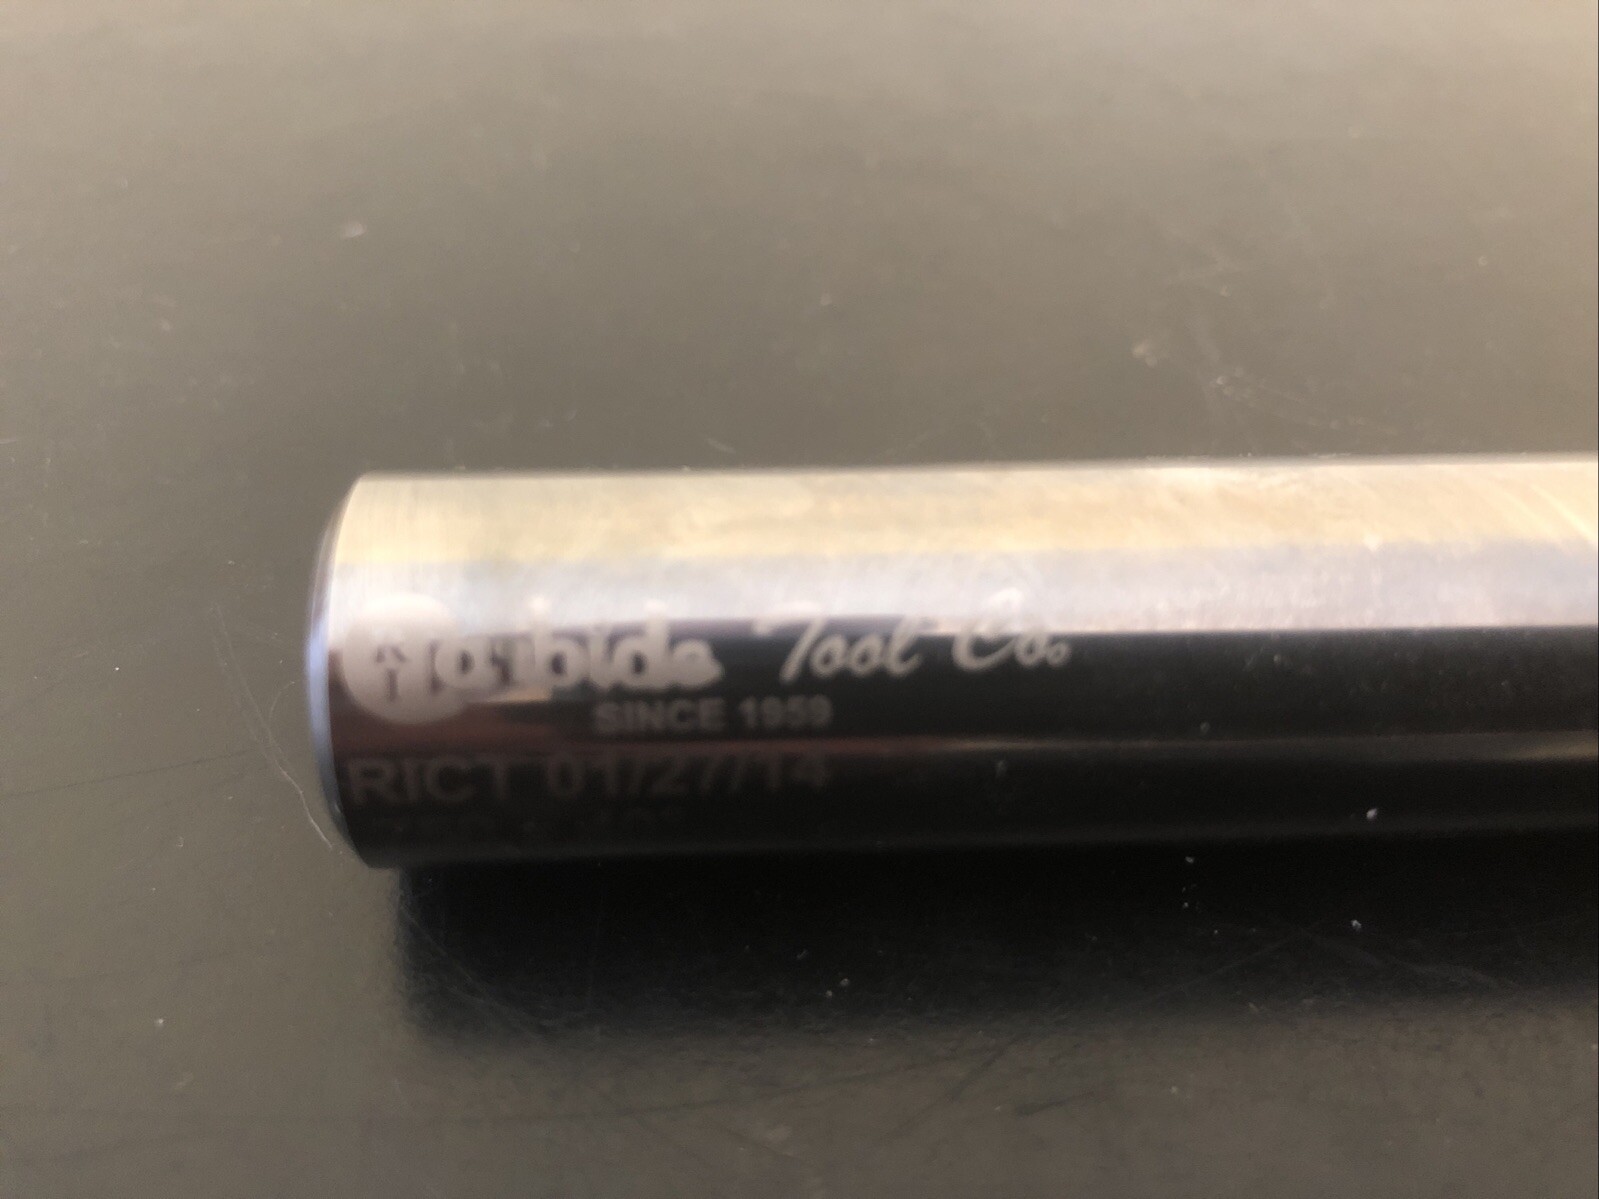 Carbide Tool Co.
SINCE 1959
RICT 01/27/14